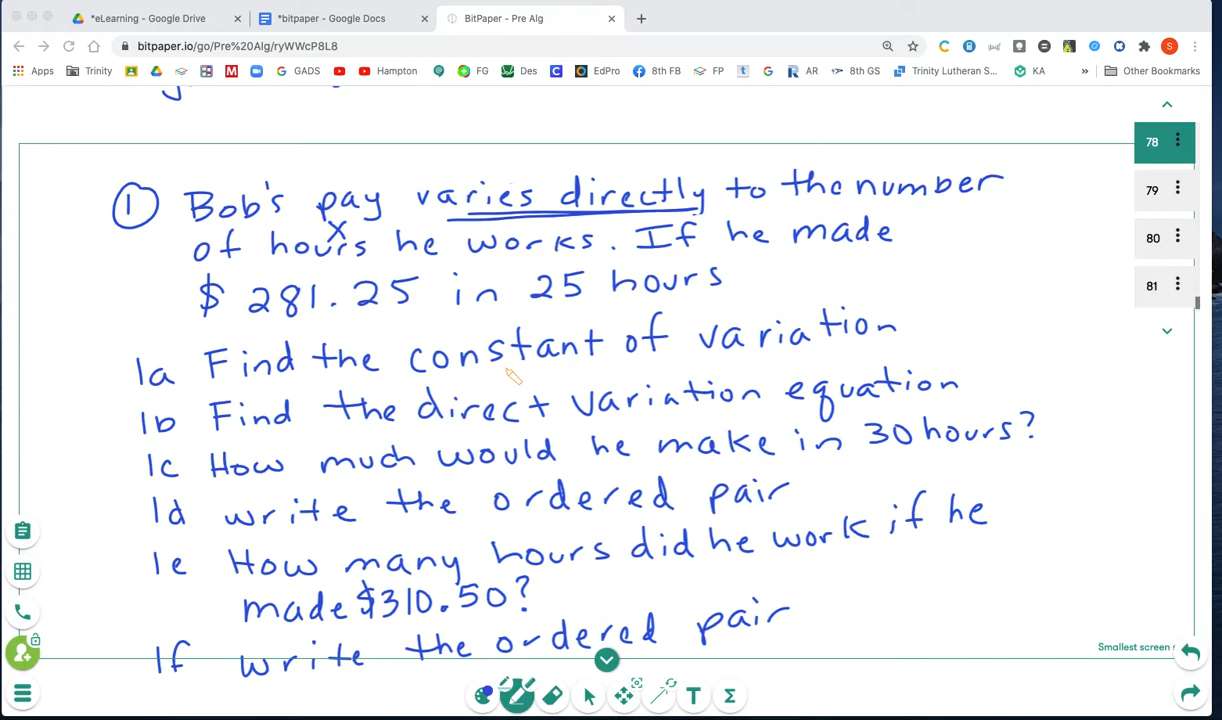 *eLearning - Google Drive
*bitpaper - Google Docs
BitPaper - Pre Alg
bitpaper.io/go/Pre%20Alg/ryWWcP8L8
S
Apps
Trinity
GADS
Hampton
FG
Des
EdPro
8th FB
FP
AR
8th GS
Trinity Lutheran S...
KA
»
Other Bookmarks
① Bob's pay varies directly to the number
x
of hours he works. If he made
$ 281.25 in 25 hours
1a Find the constant of variation
1b Find the direct variation equation
1c How much would he make in 30 hours?
1d write the ordered pair
1e How many hours did he work if he
made $310.50?
1f write the ordered pair
78
79
80
81
Smallest screen
T
Σ